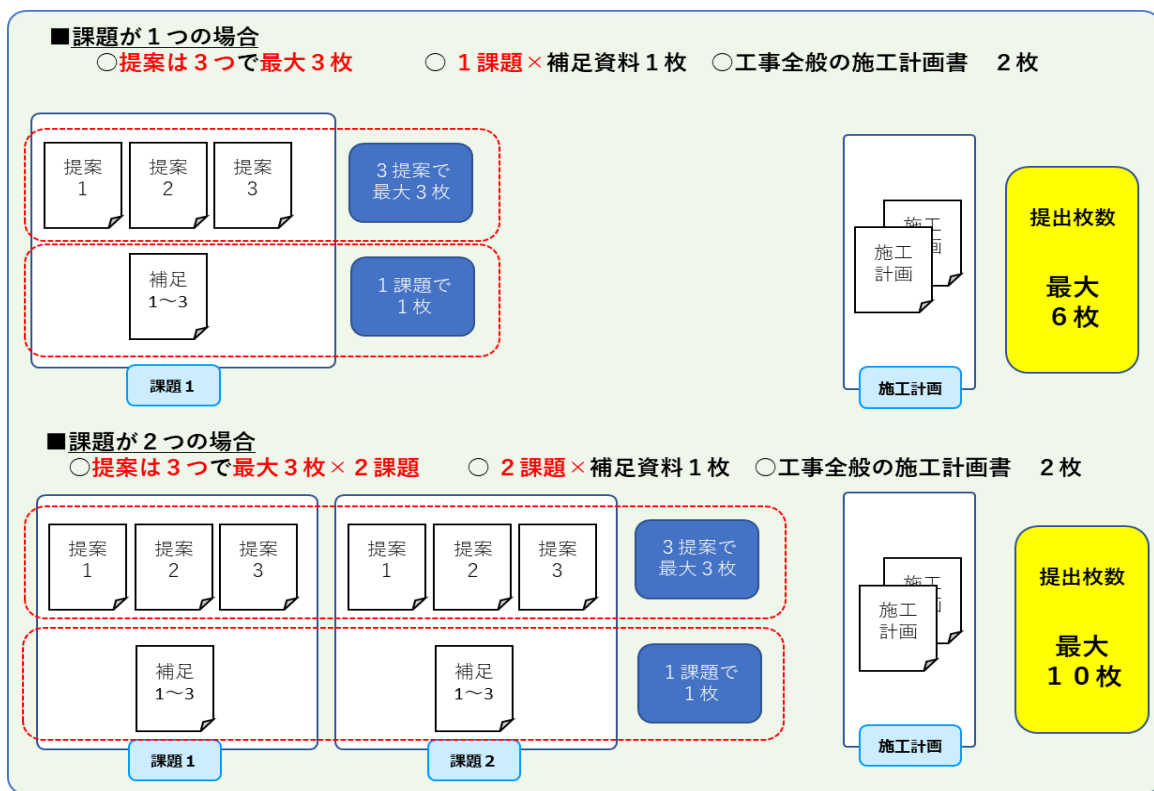 ■課題が１つの場合
○提案は３つで最大３枚　○１課題×補足資料１枚　○工事全般の施工計画書　２枚
提案
1
提案
2
提案
3
３提案で
最大３枚
補足
1～3
１課題で
１枚
課題１
施工
計画
施工
画
施工計画
提出枚数
最大
６枚
■課題が２つの場合
○提案は３つで最大３枚×２課題　○２課題×補足資料１枚　○工事全般の施工計画書　２枚
提案
1
提案
2
提案
3
提案
1
提案
2
提案
3
３提案で
最大３枚
補足
1～3
補足
1～3
１課題で
１枚
課題１
課題２
施工
計画
施工
画
施工計画
提出枚数
最大
１０枚